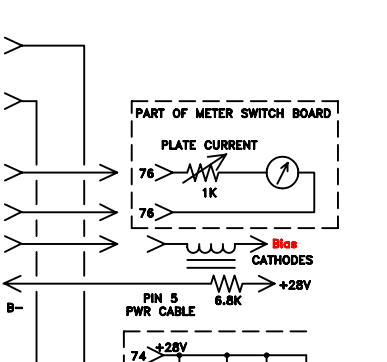 PART OF METER SWITCH BOARD
PLATE CURRENT
76
1K
76
Bias
CATHODES
+28V
6.8K
B-
PIN 5
PWR CABLE
+28V
74